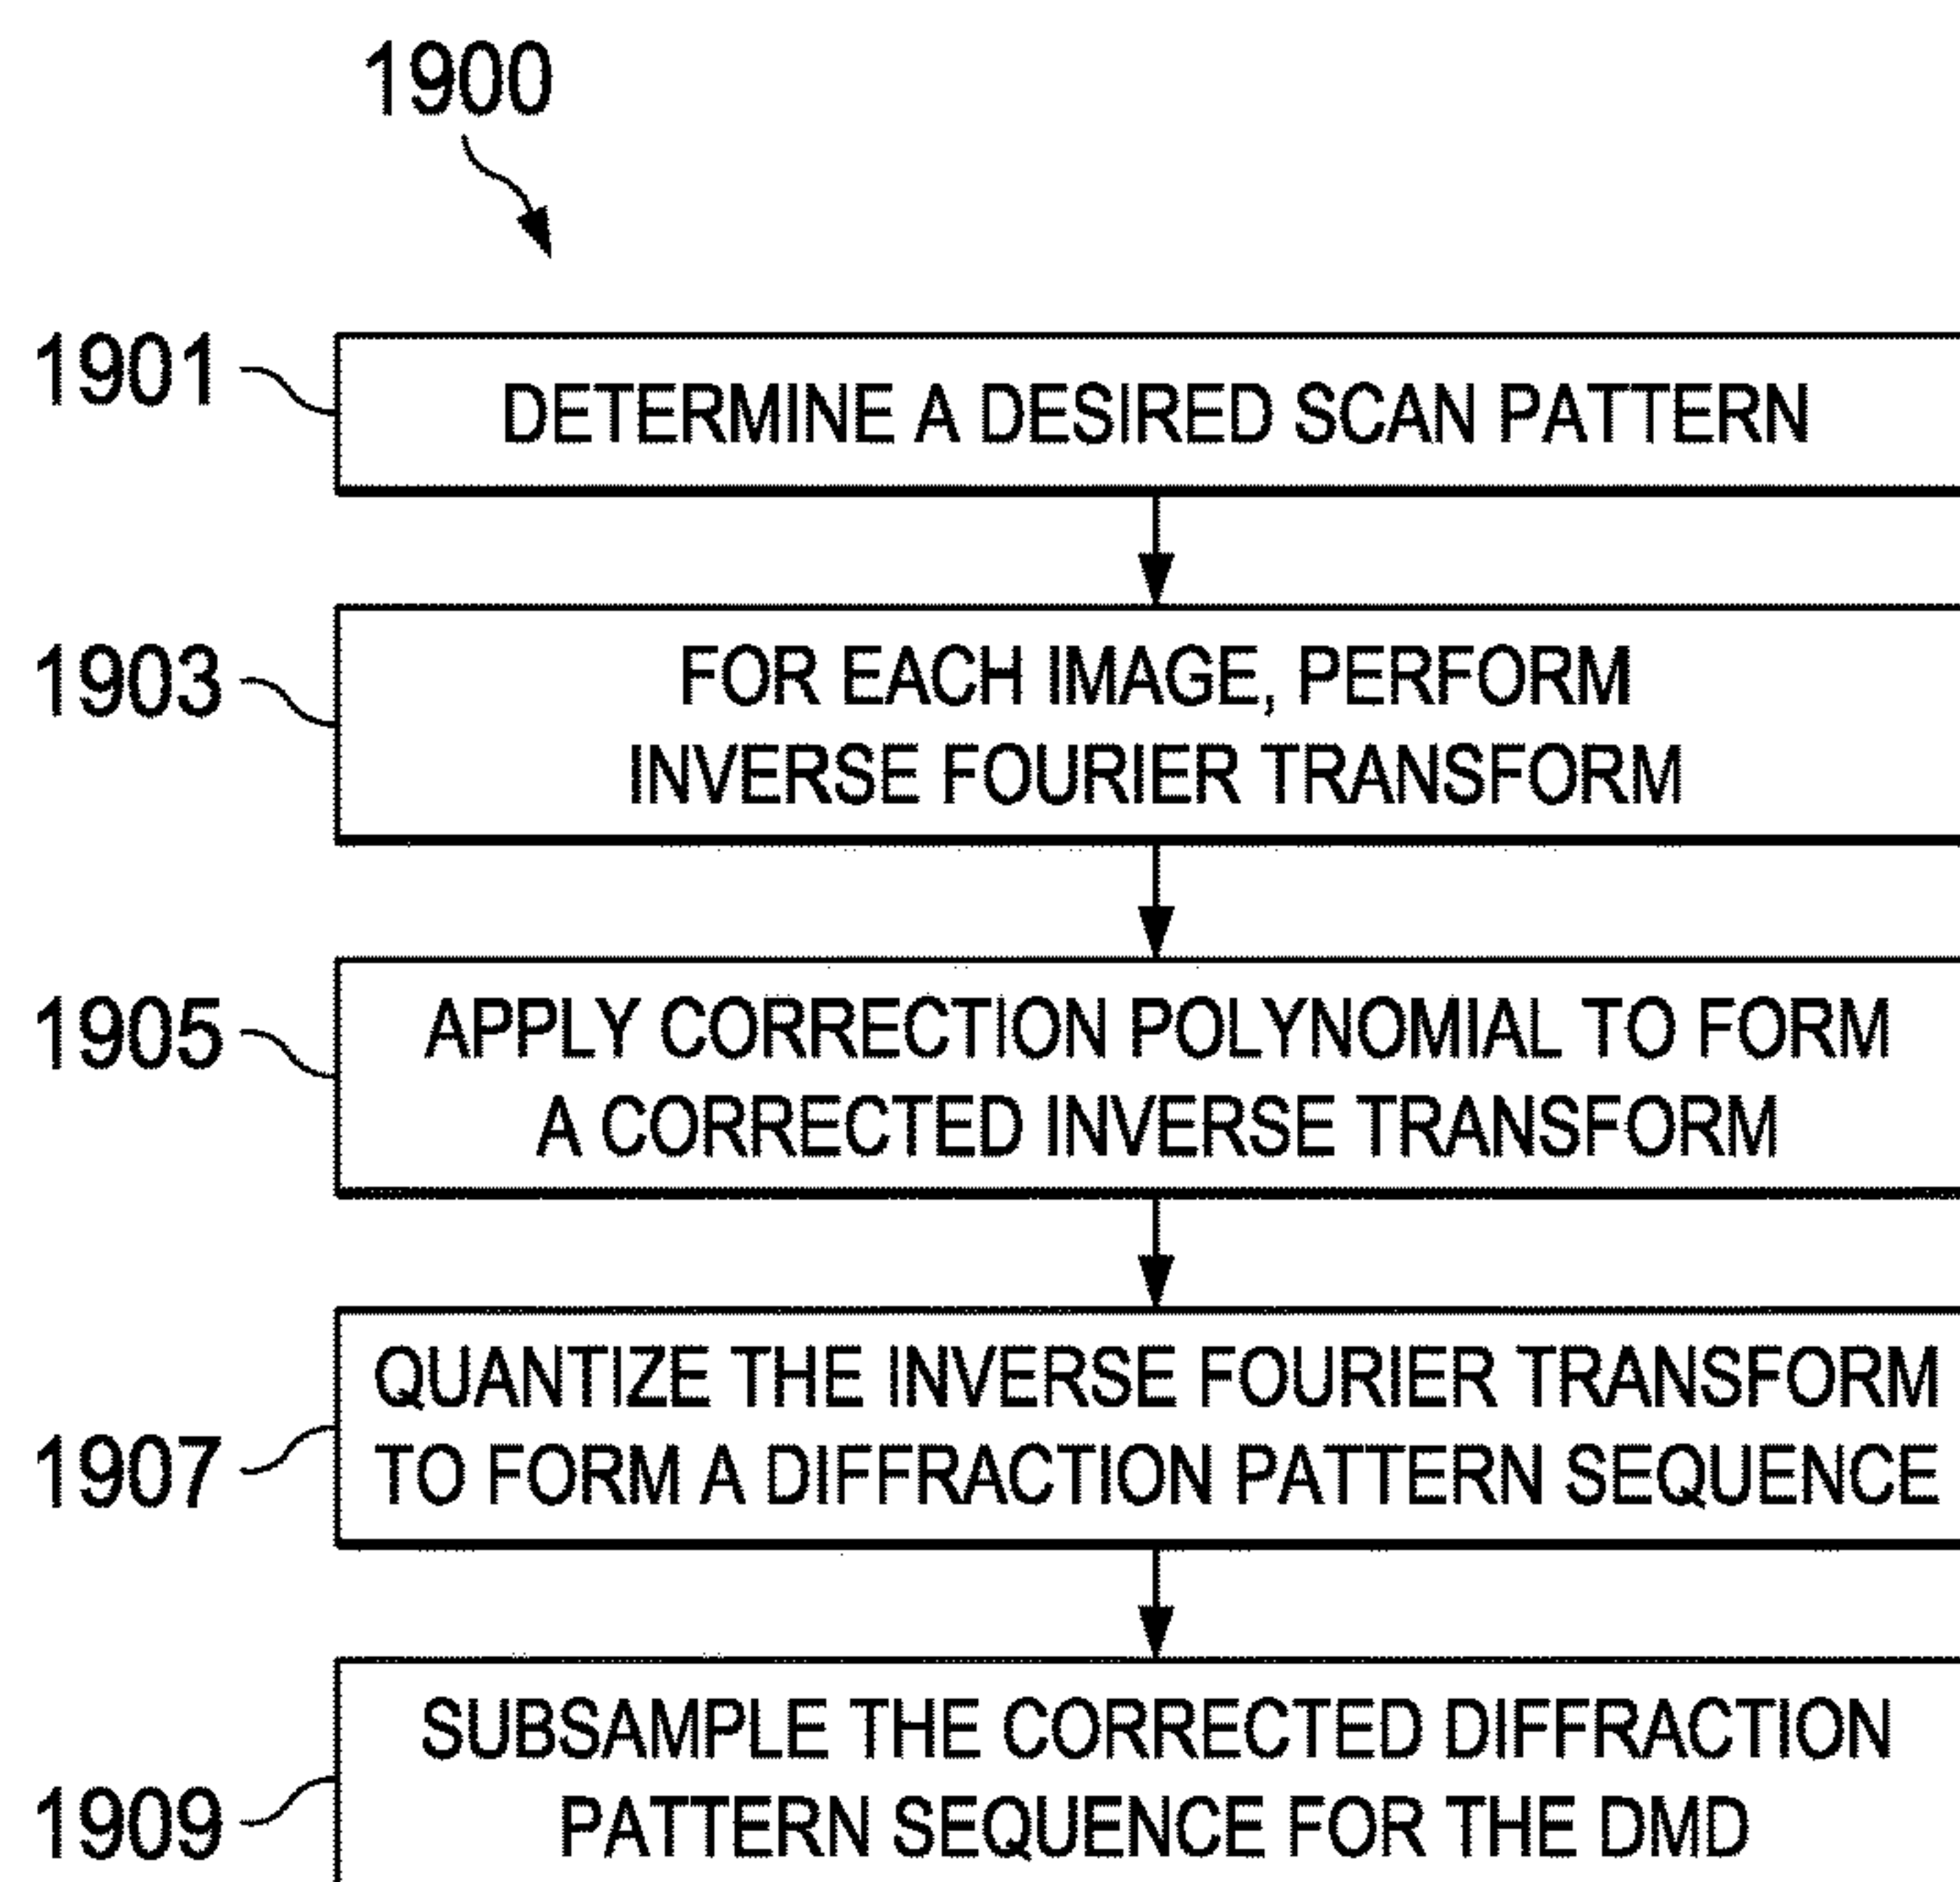 1900
1901
DETERMINE A DESIRED SCAN PATTERN
1903
FOR EACH IMAGE, PERFORM
INVERSE FOURIER TRANSFORM
1905
APPLY CORRECTION POLYNOMIAL TO FORM
A CORRECTED INVERSE TRANSFORM
1907
QUANTIZE THE INVERSE FOURIER TRANSFORM
TO FORM A DIFFRACTION PATTERN SEQUENCE
1909
SUBSAMPLE THE CORRECTED DIFFRACTION
PATTERN SEQUENCE FOR THE DMD